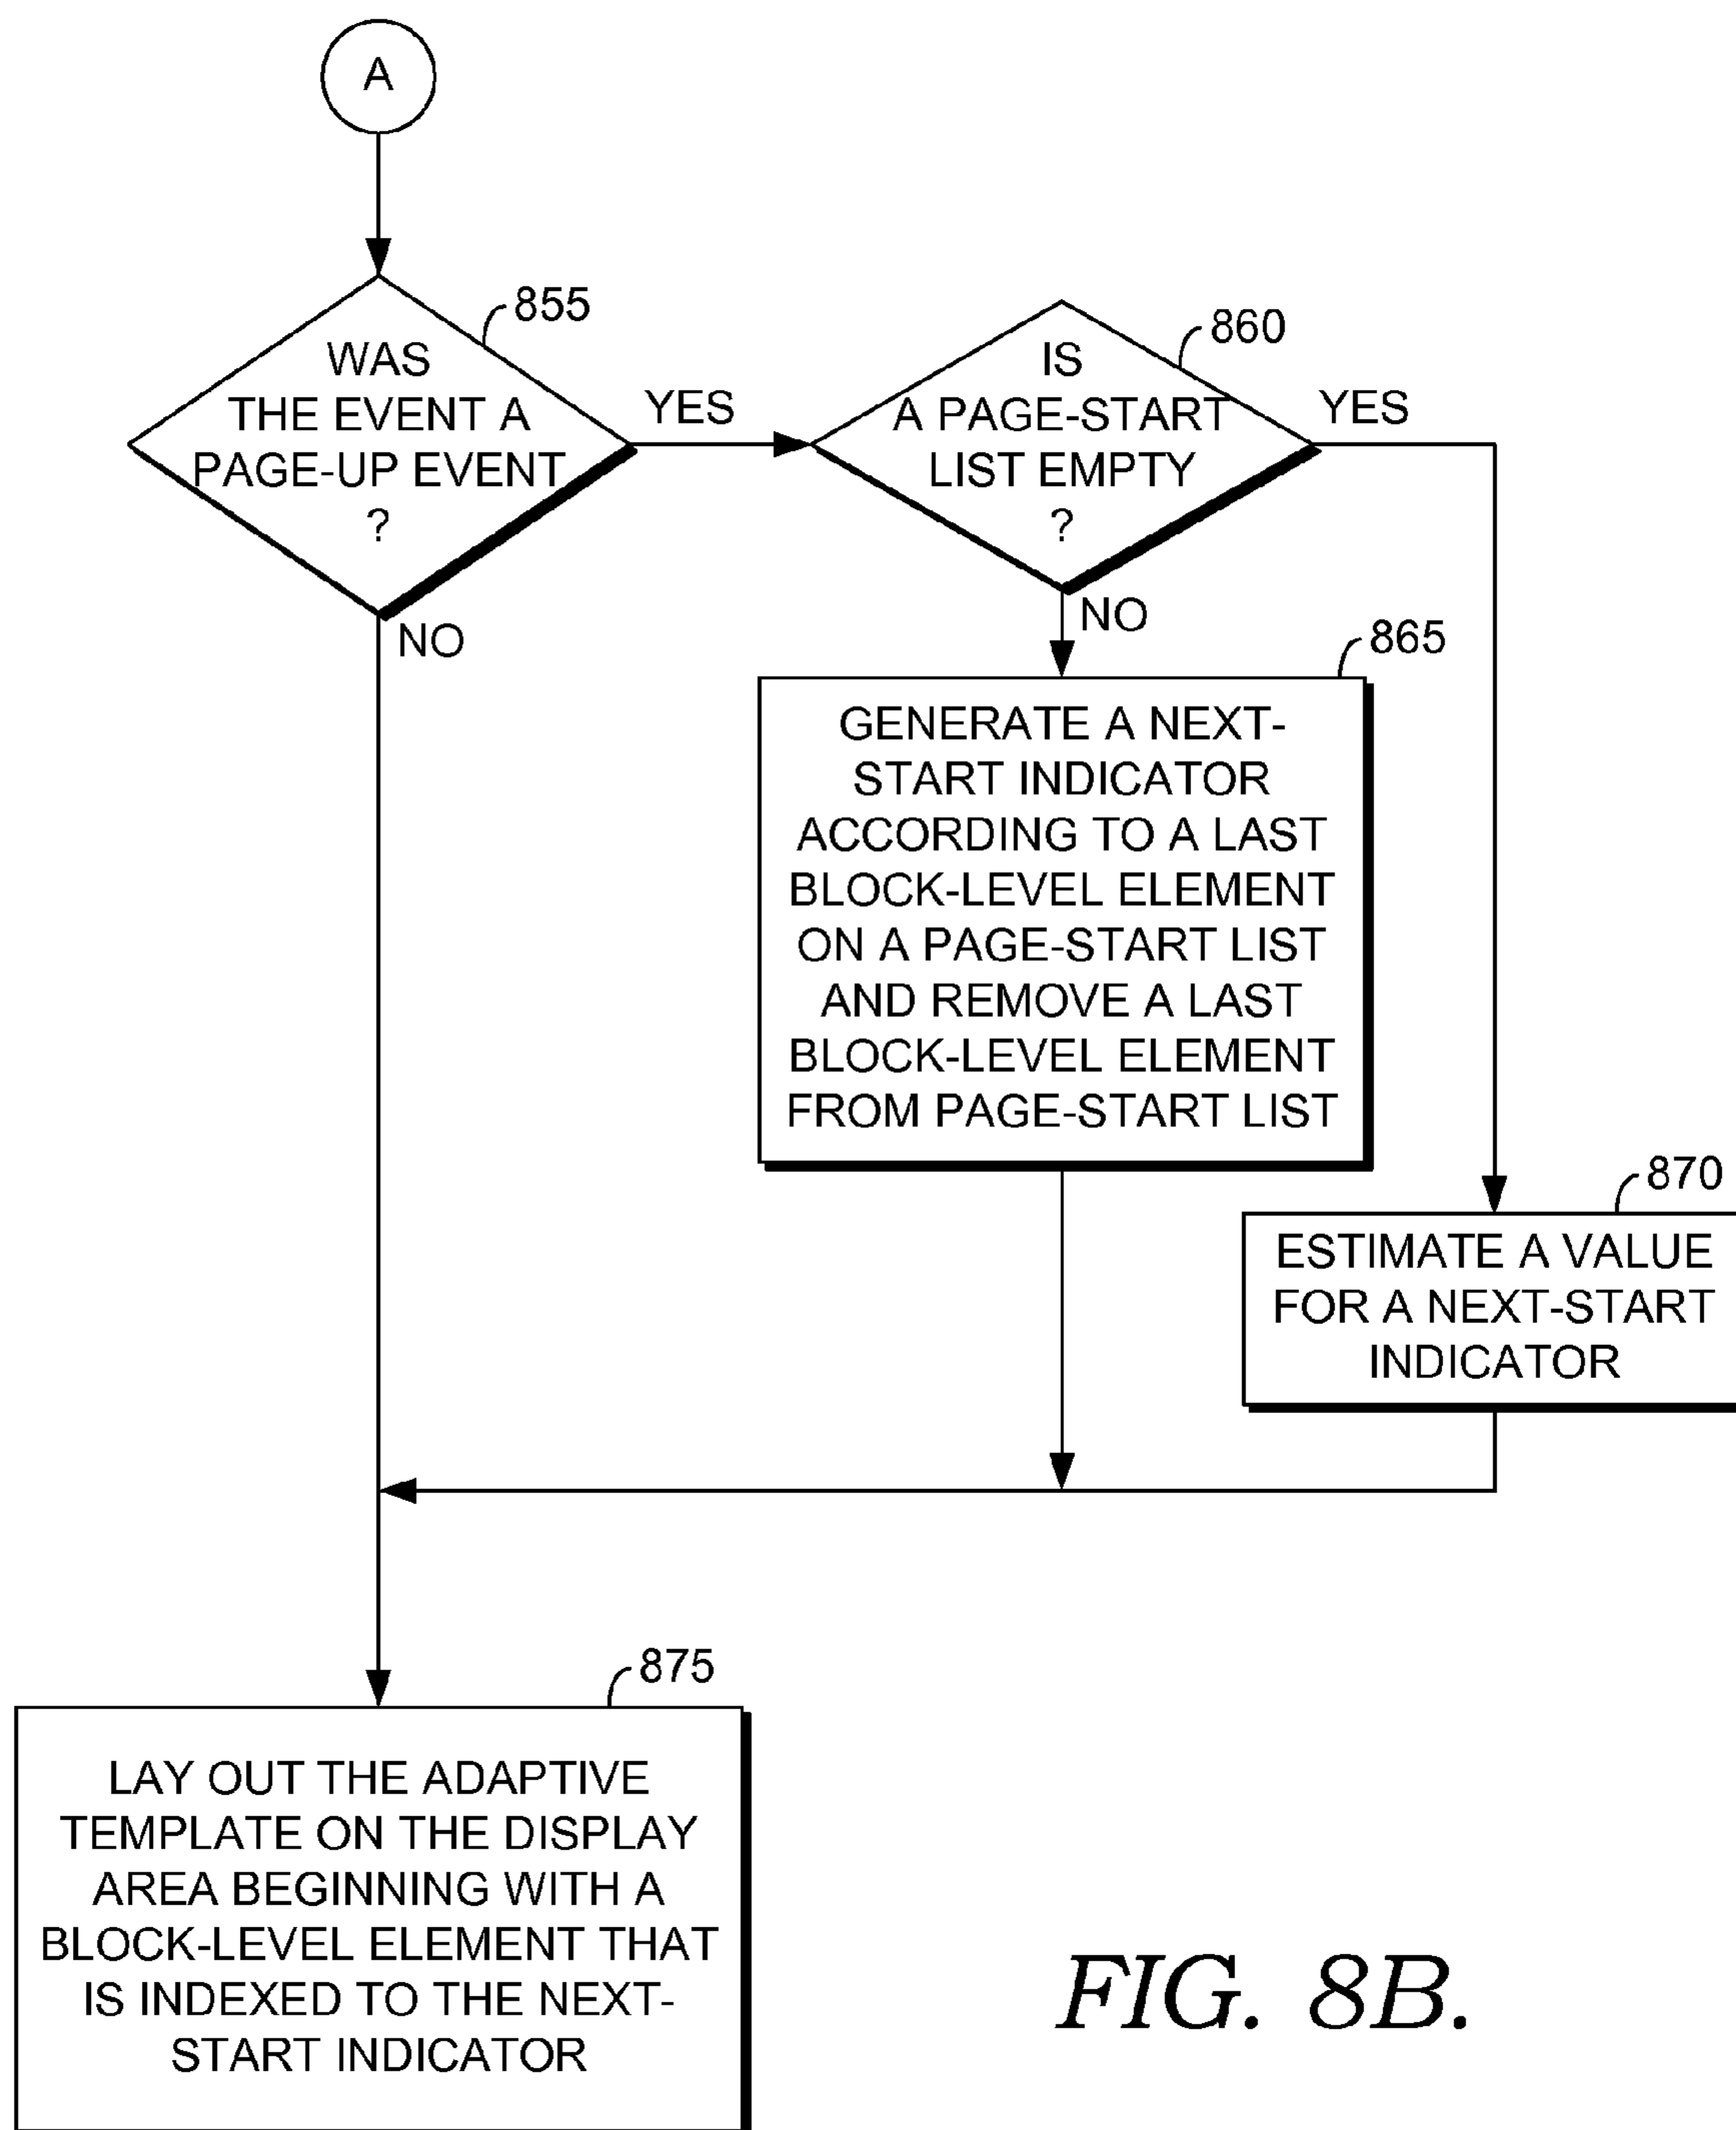 A
855
WAS
THE EVENT A
PAGE-UP EVENT
?
YES
NO
860
IS
A PAGE-START
LIST EMPTY
?
YES
NO
865
GENERATE A NEXT-
START INDICATOR
ACCORDING TO A LAST
BLOCK-LEVEL ELEMENT
ON A PAGE-START LIST
AND REMOVE A LAST
BLOCK-LEVEL ELEMENT
FROM PAGE-START LIST
870
ESTIMATE A VALUE
FOR A NEXT-START
INDICATOR
875
LAY OUT THE ADAPTIVE
TEMPLATE ON THE DISPLAY
AREA BEGINNING WITH A
BLOCK-LEVEL ELEMENT THAT
IS INDEXED TO THE NEXT-
START INDICATOR
FIG. 8B.